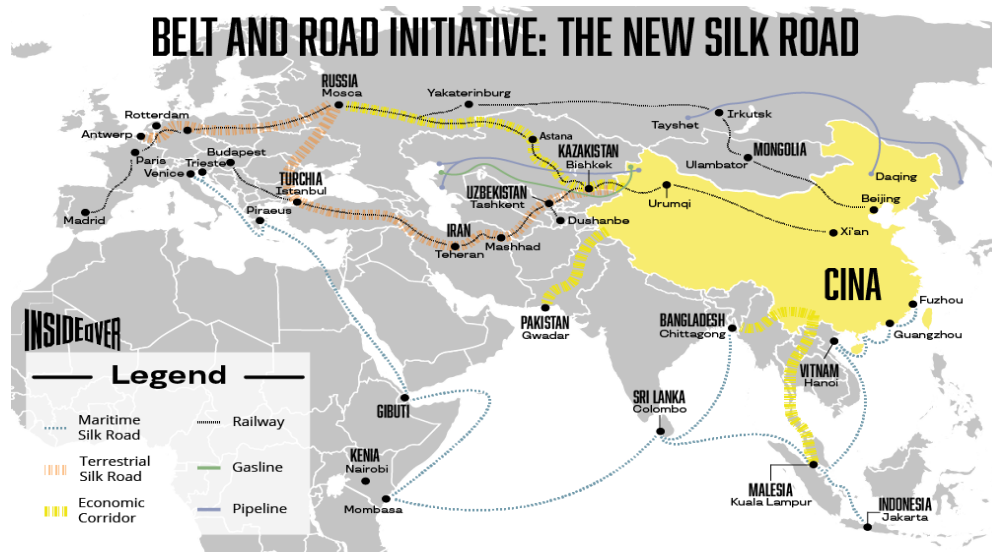 BELT AND ROAD INITIATIVE: THE NEW SILK ROAD
RUSSIA
Mosca
Yakaterinburg
Rotterdam
Antwerp
Paris
Budapest
Trieste
Venice
Madrid
Piraeus
TURCHIA
Istanbul
Astana
KAZAKISTAN
Bishkek
UZBEKISTAN
Tashkent
Dushanbe
IRAN
Teheran
Mashhad
Tayshet
Irkutsk
Ulambator
MONGOLIA
Daqing
Beijing
Urumqi
Xi'an
CINA
Fuzhou
Guangzhou
PAKISTAN
Gwadar
BANGLADESH
Chittagong
VITNAM
Hanoi
SRI LANKA
Colombo
GIBUTI
KENIA
Nairobi
Mombasa
MALESIA
Kuala Lampur
INDONESIA
Jakarta
INSIDEOVER
Legend
Maritime
Silk Road
Terrestrial
Silk Road
Economic
Corridor
Railway
Gasline
Pipeline